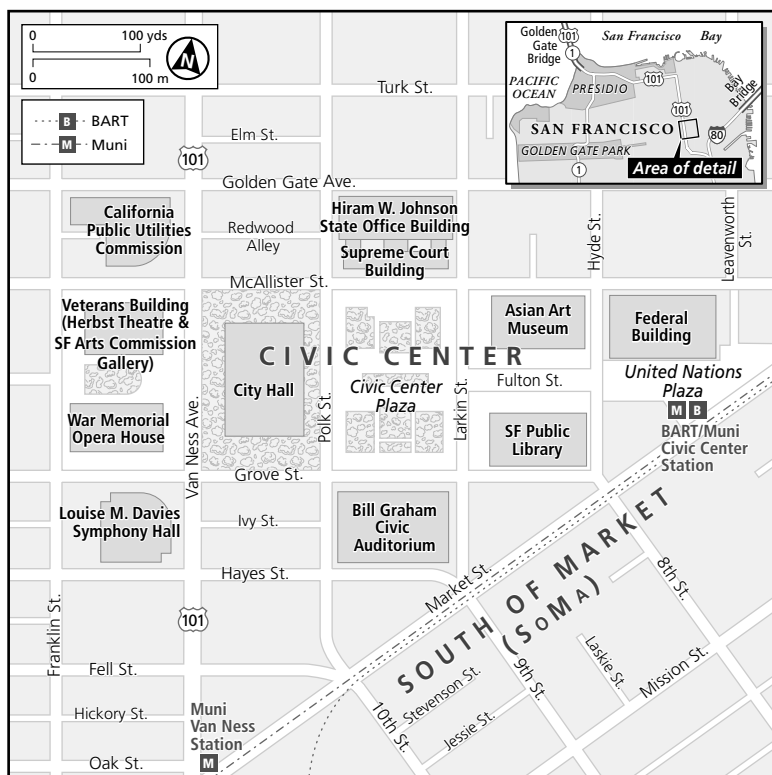 0 100 yds
0 100 m
N
B BART
M Muni
Golden
Gate
Bridge
101
1
San Francisco Bay
PACIFIC
OCEAN
PRESIDIO
101
101
Bay
Bridge
SAN FRANCISCO
80
GOLDEN GATE PARK
1
Area of detail
Turk St.
Elm St.
101
Golden Gate Ave.
California
Public Utilities
Commission
Redwood
Alley
Hiram W. Johnson
State Office Building
Supreme Court
Building
Hyde St.
Leavenworth
St.
McAllister St.
Veterans Building
(Herbst Theatre &
SF Arts Commission
Gallery)
Asian Art
Museum
Federal
Building
CIVIC CENTER
City Hall
Civic Center
Plaza
Fulton St.
United Nations
Plaza
M B
BART/Muni
Civic Center
Station
War Memorial
Opera House
Van Ness Ave.
Polk St.
Larkin St.
SF Public
Library
Grove St.
Louise M. Davies
Symphony Hall
Ivy St.
Bill Graham
Civic
Auditorium
Hayes St.
Market St.
SOUTH OF MARKET
(SoMa)
8th St.
Franklin St.
101
Fell St.
Hickory St.
Oak St.
Muni
Van Ness
Station
M
10th St.
Stevenson St.
Jessie St.
9th St.
Laskie St.
Mission St.